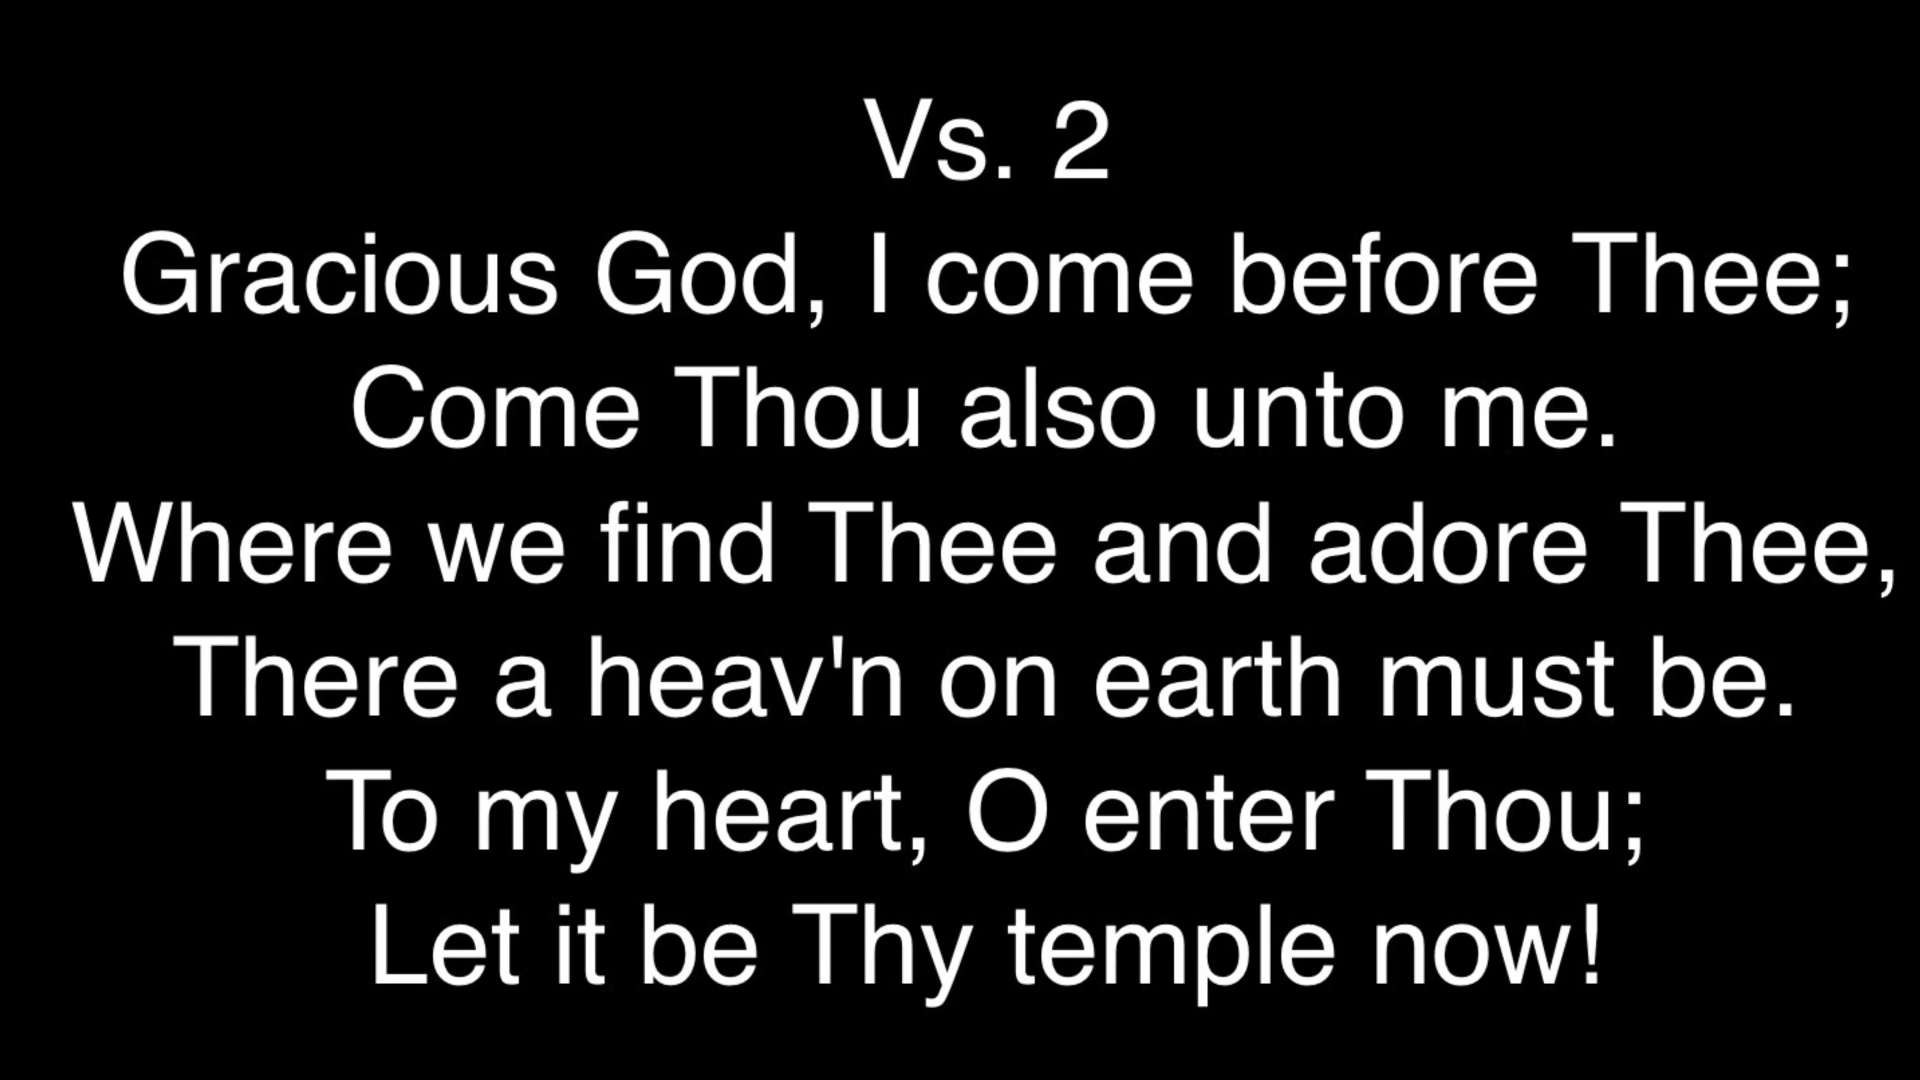 Vs. 2
Gracious God, I come before Thee;
Come Thou also unto me.
Where we find Thee and adore Thee,
There a heav'n on earth must be.
To my heart, O enter Thou;
Let it be Thy temple now!